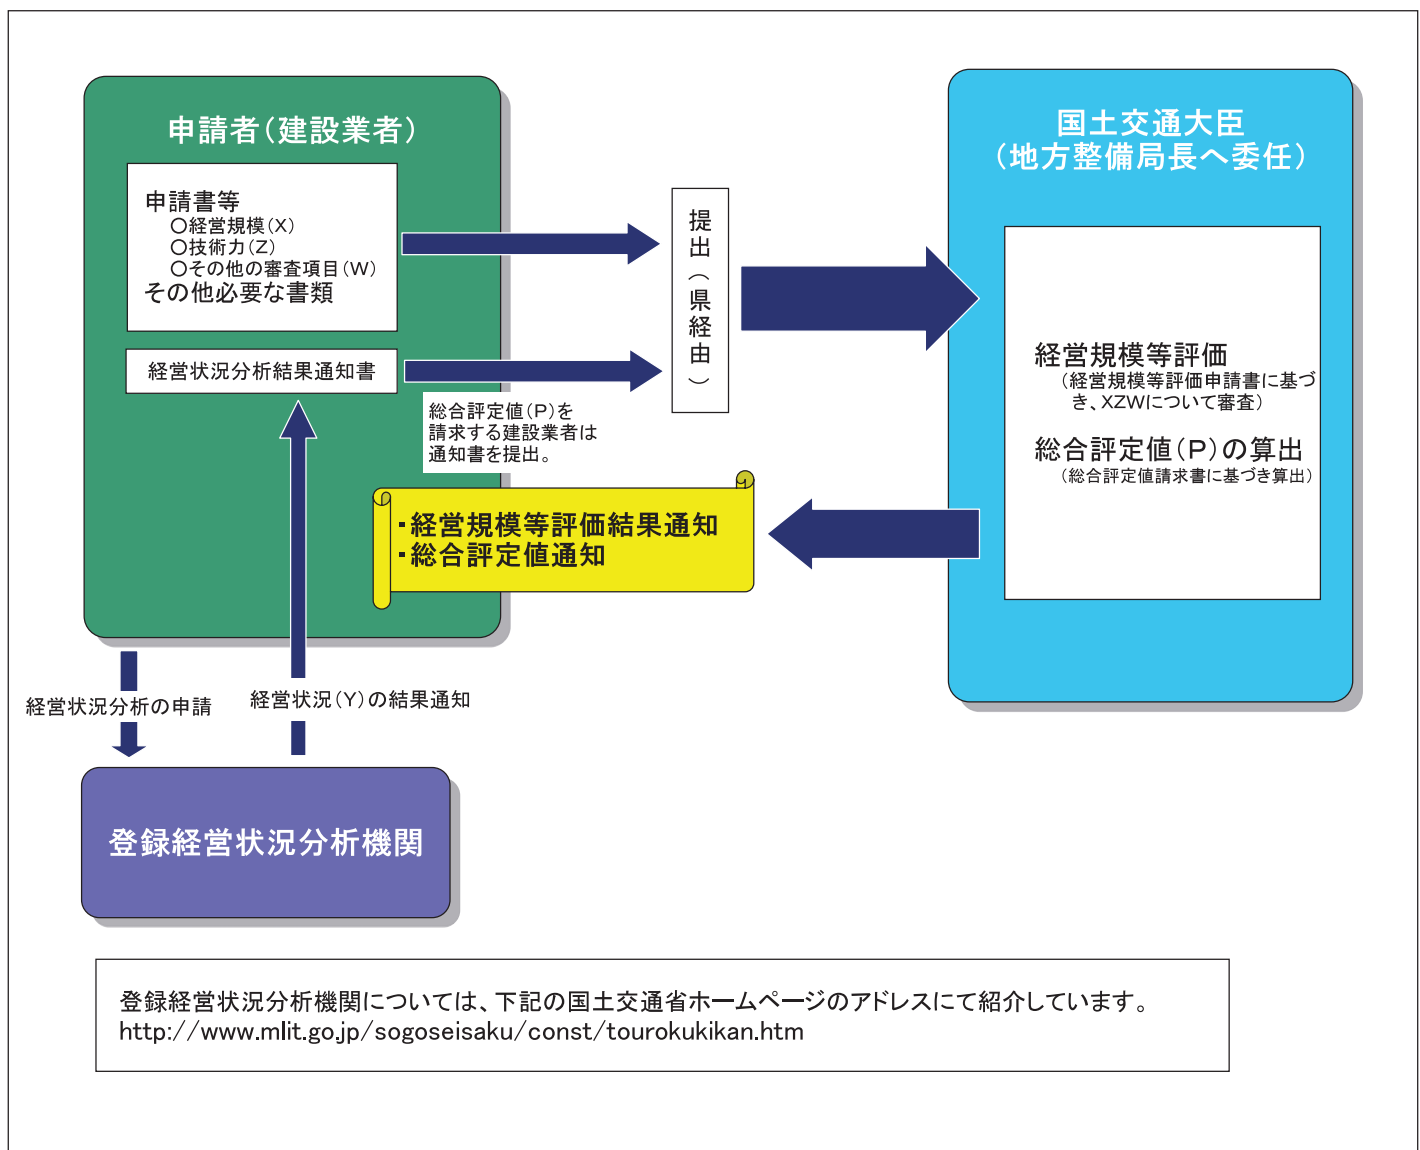 申請者(建設業者)
申請書等
○経営規模(X)
○技術力(Z)
○その他の審査項目(W)
その他必要な書類
経営状況分析結果通知書
総合評定値(P)を
請求する建設業者は
通知書を提出。
提出(県経由)
国土交通大臣
(地方整備局長へ委任)
経営規模等評価
(経営規模等評価申請書に基づ
き、XZWについて審査)
総合評定値(P)の算出
(総合評定値請求書に基づき算出)
・経営規模等評価結果通知
・総合評定値通知
経営状況分析の申請
経営状況(Y)の結果通知
登録経営状況分析機関
登録経営状況分析機関については、下記の国土交通省ホームページのアドレスにて紹介しています。
http://www.mlit.go.jp/sogoseisaku/const/tourokukikan.htm